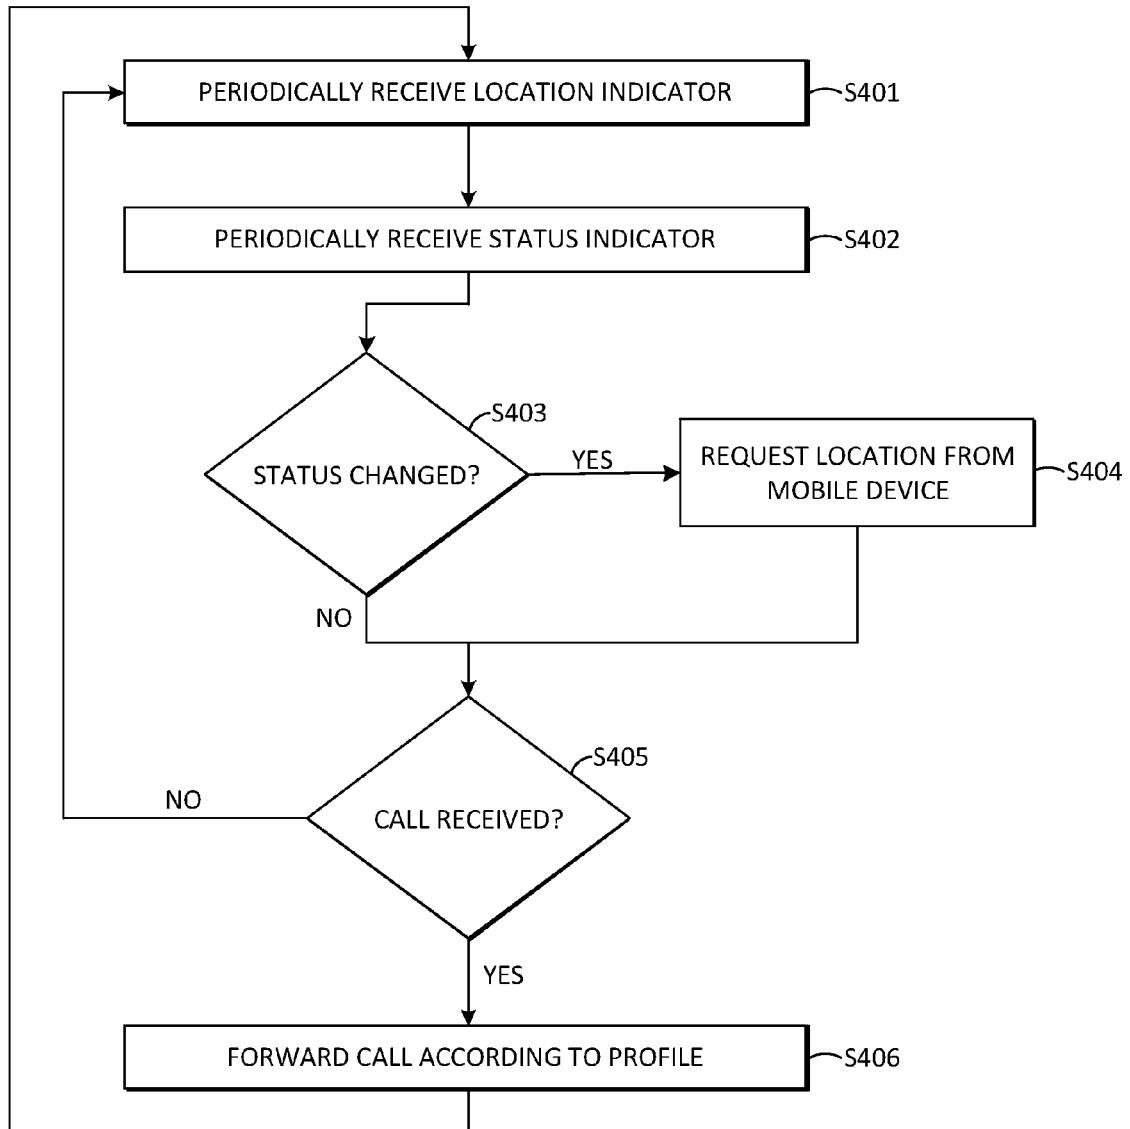 PERIODICALLY RECEIVE LOCATION INDICATOR
S401
PERIODICALLY RECEIVE STATUS INDICATOR
S402
S403
STATUS CHANGED?
YES
REQUEST LOCATION FROM
MOBILE DEVICE
S404
NO
S405
CALL RECEIVED?
NO
YES
FORWARD CALL ACCORDING TO PROFILE
S406